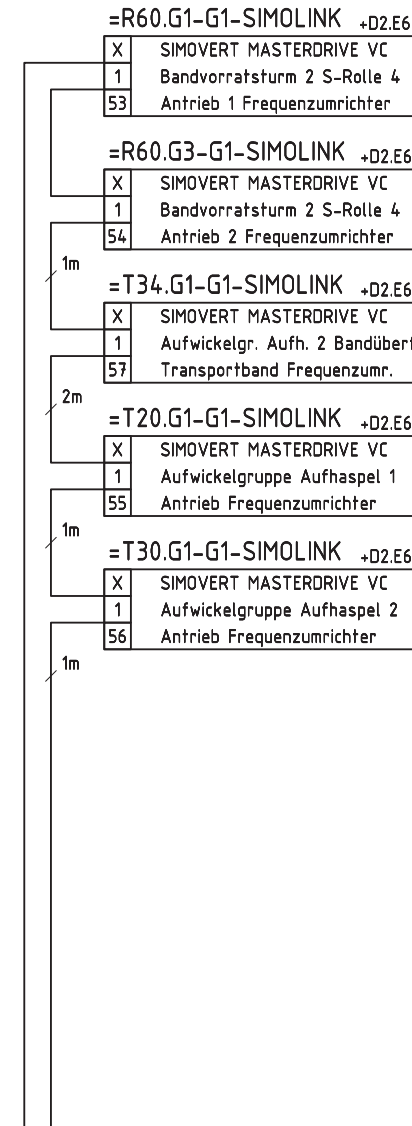 =R60.G1-G1-SIMOLINK +D2.E6
X SIMOVERT MASTERDRIVE VC
1 Bandvorratsturm 2 S-Rolle 4
53 Antrieb 1 Frequenzumrichter
=R60.G3-G1-SIMOLINK +D2.E6
X SIMOVERT MASTERDRIVE VC
1 Bandvorratsturm 2 S-Rolle 4
54 Antrieb 2 Frequenzumrichter
1m
=T34.G1-G1-SIMOLINK +D2.E6
X SIMOVERT MASTERDRIVE VC
1 Aufwickelgr. Aufh. 2 Bandübert
57 Transportband Frequenzumr.
2m
=T20.G1-G1-SIMOLINK +D2.E6
X SIMOVERT MASTERDRIVE VC
1 Aufwickelgruppe Aufhaspel 1
55 Antrieb Frequenzumrichter
1m
=T30.G1-G1-SIMOLINK +D2.E6
X SIMOVERT MASTERDRIVE VC
1 Aufwickelgruppe Aufhaspel 2
56 Antrieb Frequenzumrichter
1m